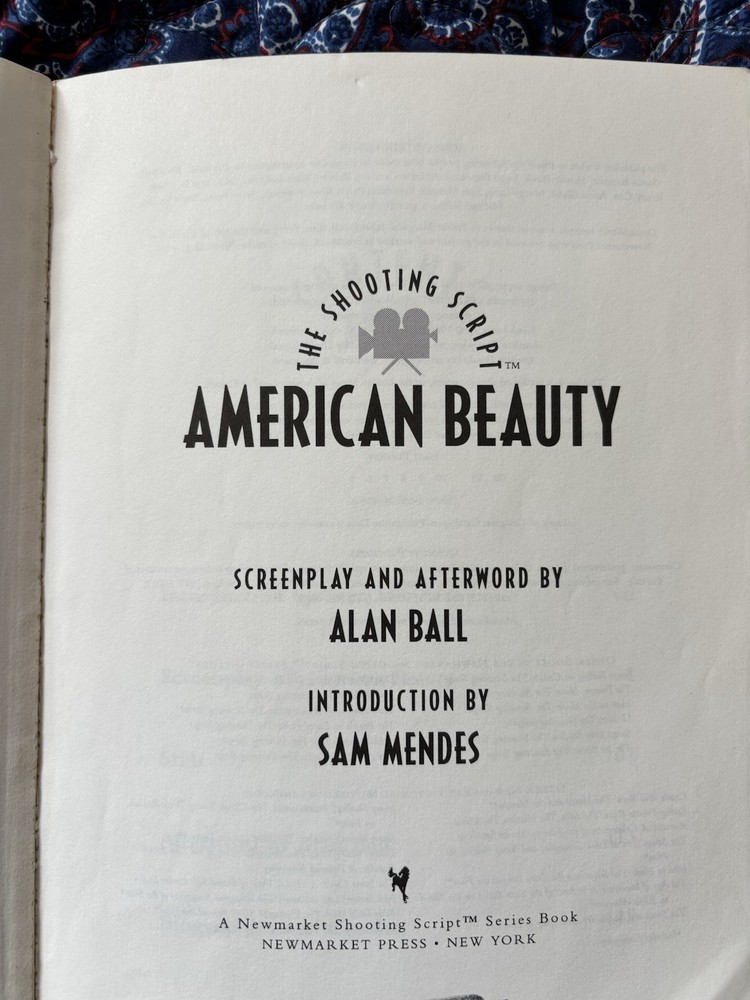 THE SHOOTING SCRIPT™
AMERICAN BEAUTY
SCREENPLAY AND AFTERWORD BY
ALAN BALL
INTRODUCTION BY
SAM MENDES
A Newmarket Shooting Script™ Series Book
NEWMARKET PRESS • NEW YORK